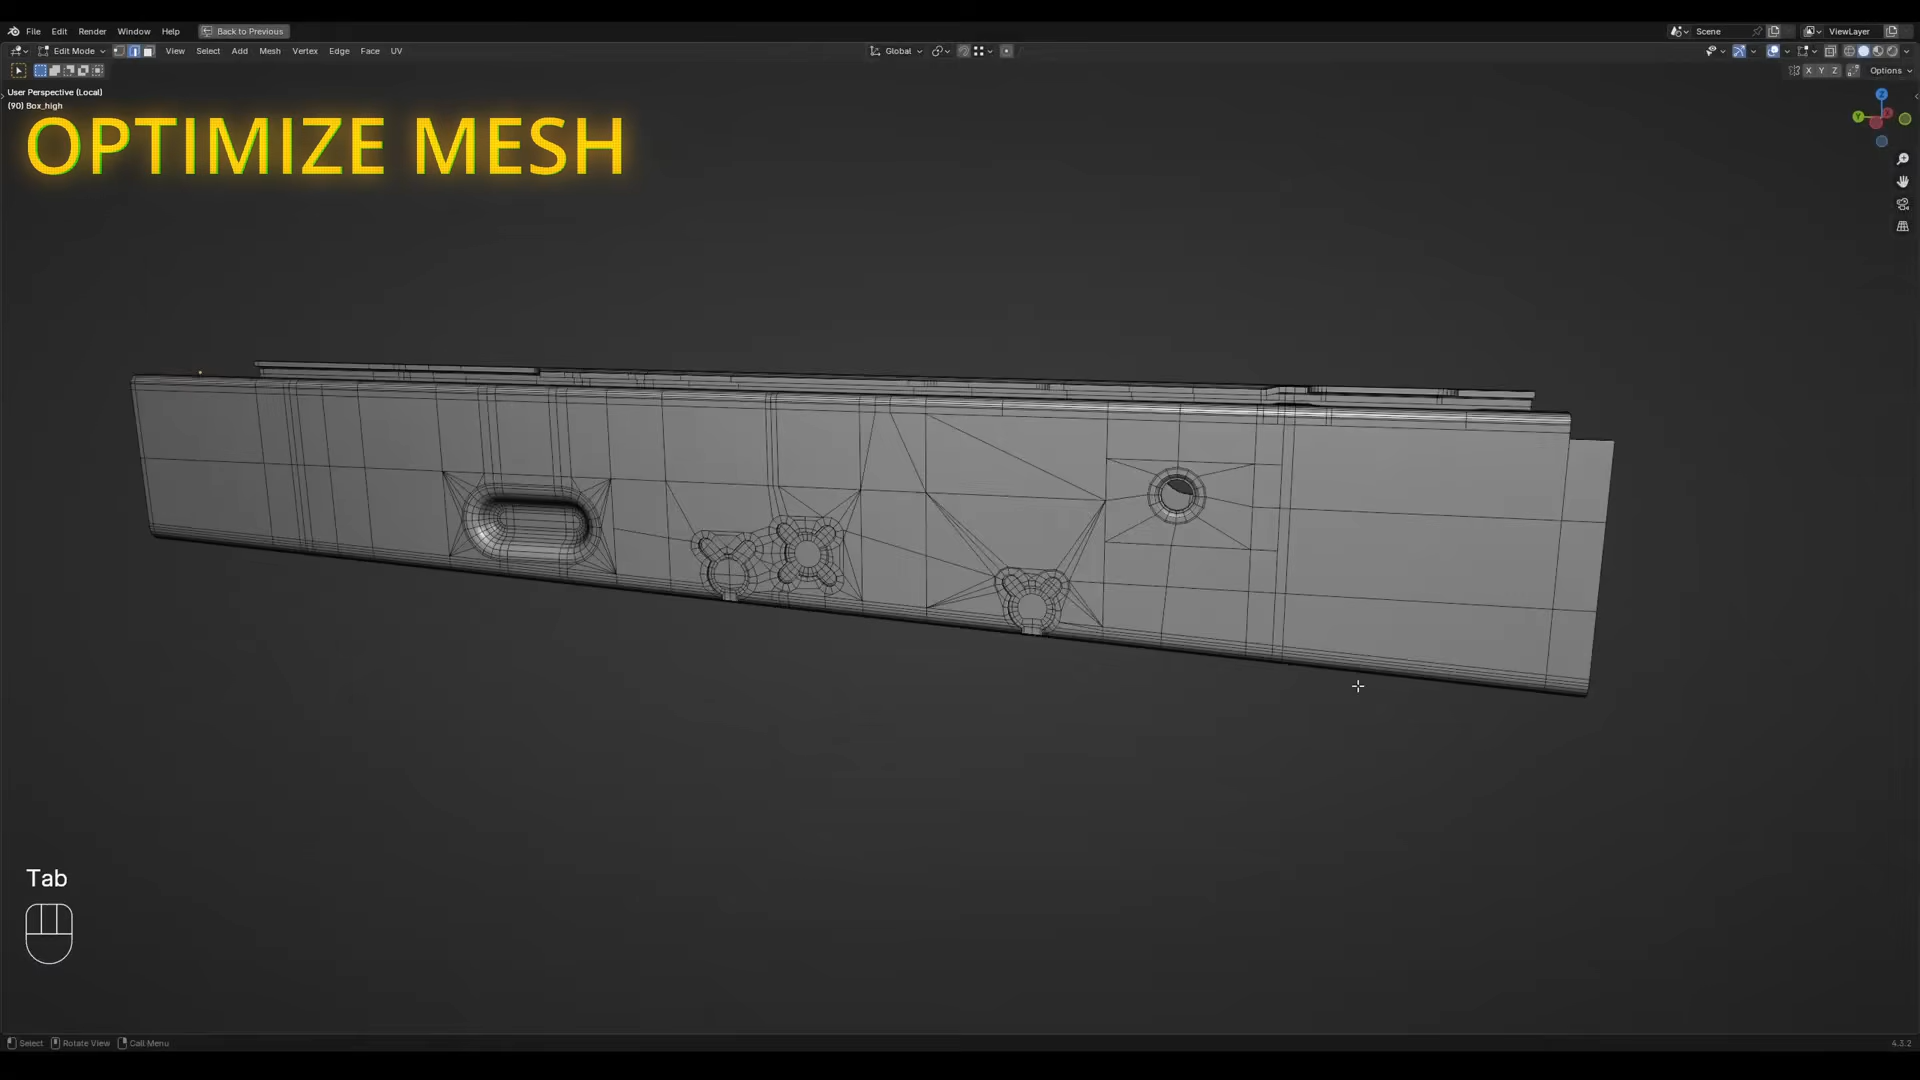 File Edit Render Window Help Back to Previous Scene ViewLayer
Edit Mode View Select Add Mesh Vertex Edge Face UV Global
X Y Z Options
User Perspective (Local)
(90) Box_high
Z
Y
OPTIMIZE MESH
Tab
Select Rotate View Call Menu 4.3.2